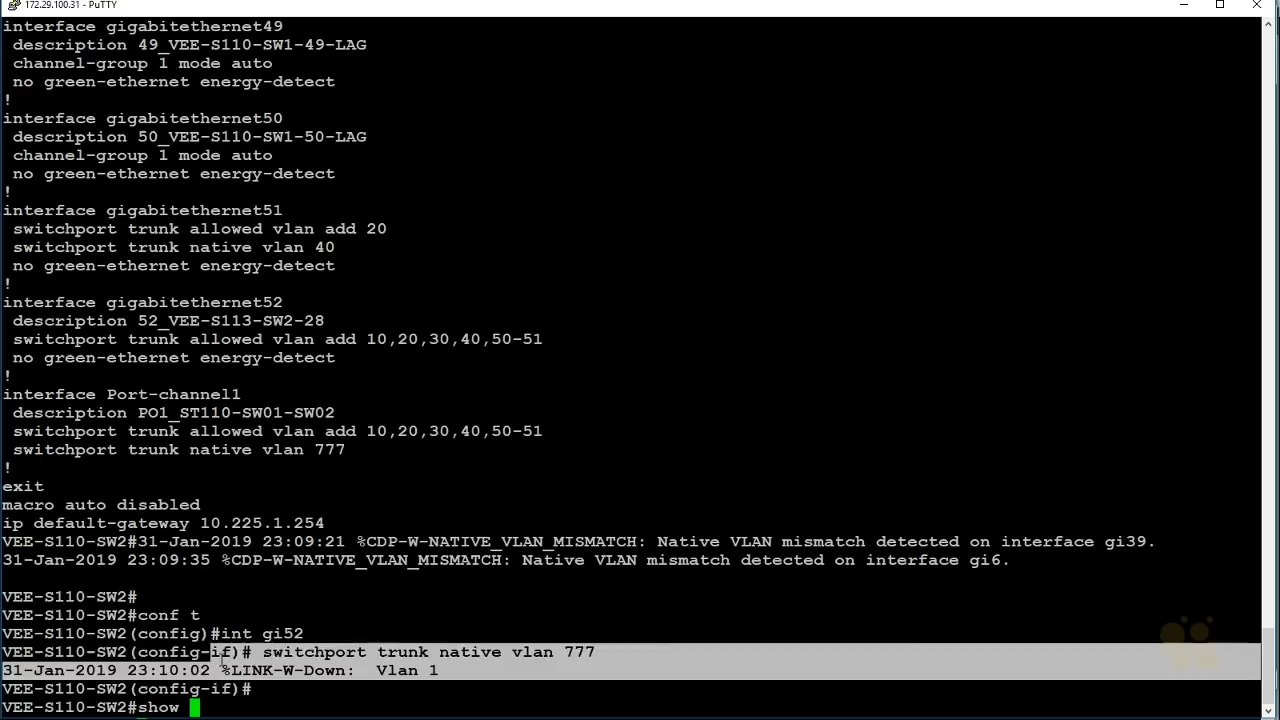 172.29.100.31 - PuTTY
interface gigabitethernet49
description 49_VEE-S110-SW1-49-LAG
channel-group 1 mode auto
no green-ethernet energy-detect
!
interface gigabitethernet50
description 50_VEE-S110-SW1-50-LAG
channel-group 1 mode auto
no green-ethernet energy-detect
!
interface gigabitethernet51
switchport trunk allowed vlan add 20
switchport trunk native vlan 40
no green-ethernet energy-detect
!
interface gigabitethernet52
description 52_VEE-S113-SW2-28
switchport trunk allowed vlan add 10,20,30,40,50-51
no green-ethernet energy-detect
!
interface Port-channel1
description PO1_ST110-SW01-SW02
switchport trunk allowed vlan add 10,20,30,40,50-51
switchport trunk native vlan 777
!
exit
macro auto disabled
ip default-gateway 10.225.1.254
VEE-S110-SW2#31-Jan-2019 23:09:21 %CDP-W-NATIVE_VLAN_MISMATCH: Native VLAN mismatch detected on interface gi39.
31-Jan-2019 23:09:35 %CDP-W-NATIVE_VLAN_MISMATCH: Native VLAN mismatch detected on interface gi6.
VEE-S110-SW2#
VEE-S110-SW2#conf t
VEE-S110-SW2(config)#int gi52
VEE-S110-SW2(config-if)# switchport trunk native vlan 777
31-Jan-2019 23:10:02 %LINK-W-Down:  Vlan 1
VEE-S110-SW2(config-if)#
VEE-S110-SW2#show